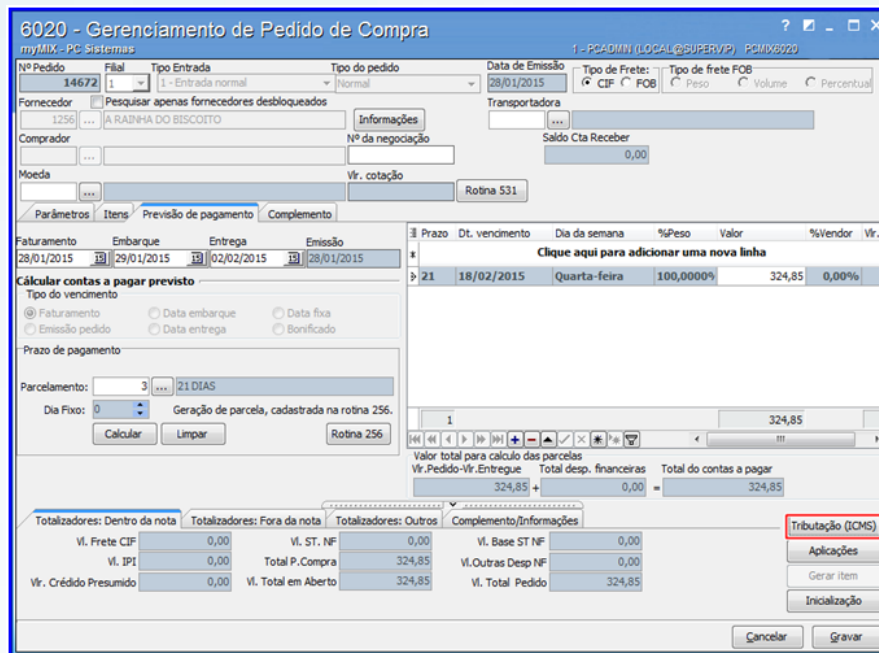 6020 - Gerenciamento de Pedido de Compra
myMIX - PC Sistemas 1 - PCADMIN (LOCAL@SUPERVIP) PCMIX6020
Nº Pedido Filial Tipo Entrada Tipo do pedido Data de Emissão Tipo de Frete: Tipo de frete FOB
14672 1 1 - Entrada normal Normal 28/01/2015 CIF FOB Peso Volume Percentual
Fornecedor Pesquisar apenas fornecedores desbloqueados Transportadora
1256 ... A RAINHA DO BISCOITO Informações ...
Comprador Nº da negociação Saldo Cta Receber
... 0,00
Moeda Vlr. cotação
... Rotina 531
Parâmetros Itens Previsão de pagamento Complemento
Prazo Dt. vencimento Dia da semana %Peso Valor %Vendor Vlr.
Faturamento Embarque Entrega Emissão
Clique aqui para adicionar uma nova linha
28/01/2015 15 29/01/2015 15 02/02/2015 15 28/01/2015
21 18/02/2015 Quarta-feira 100,0000% 324,85 0,00%
Cálcular contas a pagar previsto
Tipo do vencimento
Faturamento Data embarque Data fixa
Emissão pedido Data entrega Bonificado
Prazo de pagamento
Parcelamento: 3 ... 21 DIAS
Dia Fixo: 0 Geração de parcela, cadastrada na rotina 256.
1 324,85
Calcular Limpar Rotina 256
Valor total para calculo das parcelas
Vlr.Pedido-Vlr.Entregue Total desp. financeiras Total do contas a pagar
324,85 + 0,00 = 324,85
Totalizadores: Dentro da nota Totalizadores: Fora da nota Totalizadores: Outros Complemento/Informações
Tributação (ICMS)
Vl. Frete CIF 0,00 Vl. ST. NF 0,00 Vl. Base ST NF 0,00
Aplicações
Vl. IPI 0,00 Total P.Compra 324,85 Vl.Outras Desp NF 0,00
Gerar item
Vlr. Crédido Presumido 0,00 Vl. Total em Aberto 324,85 Vl. Total Pedido 324,85
Inicialização
Cancelar Gravar